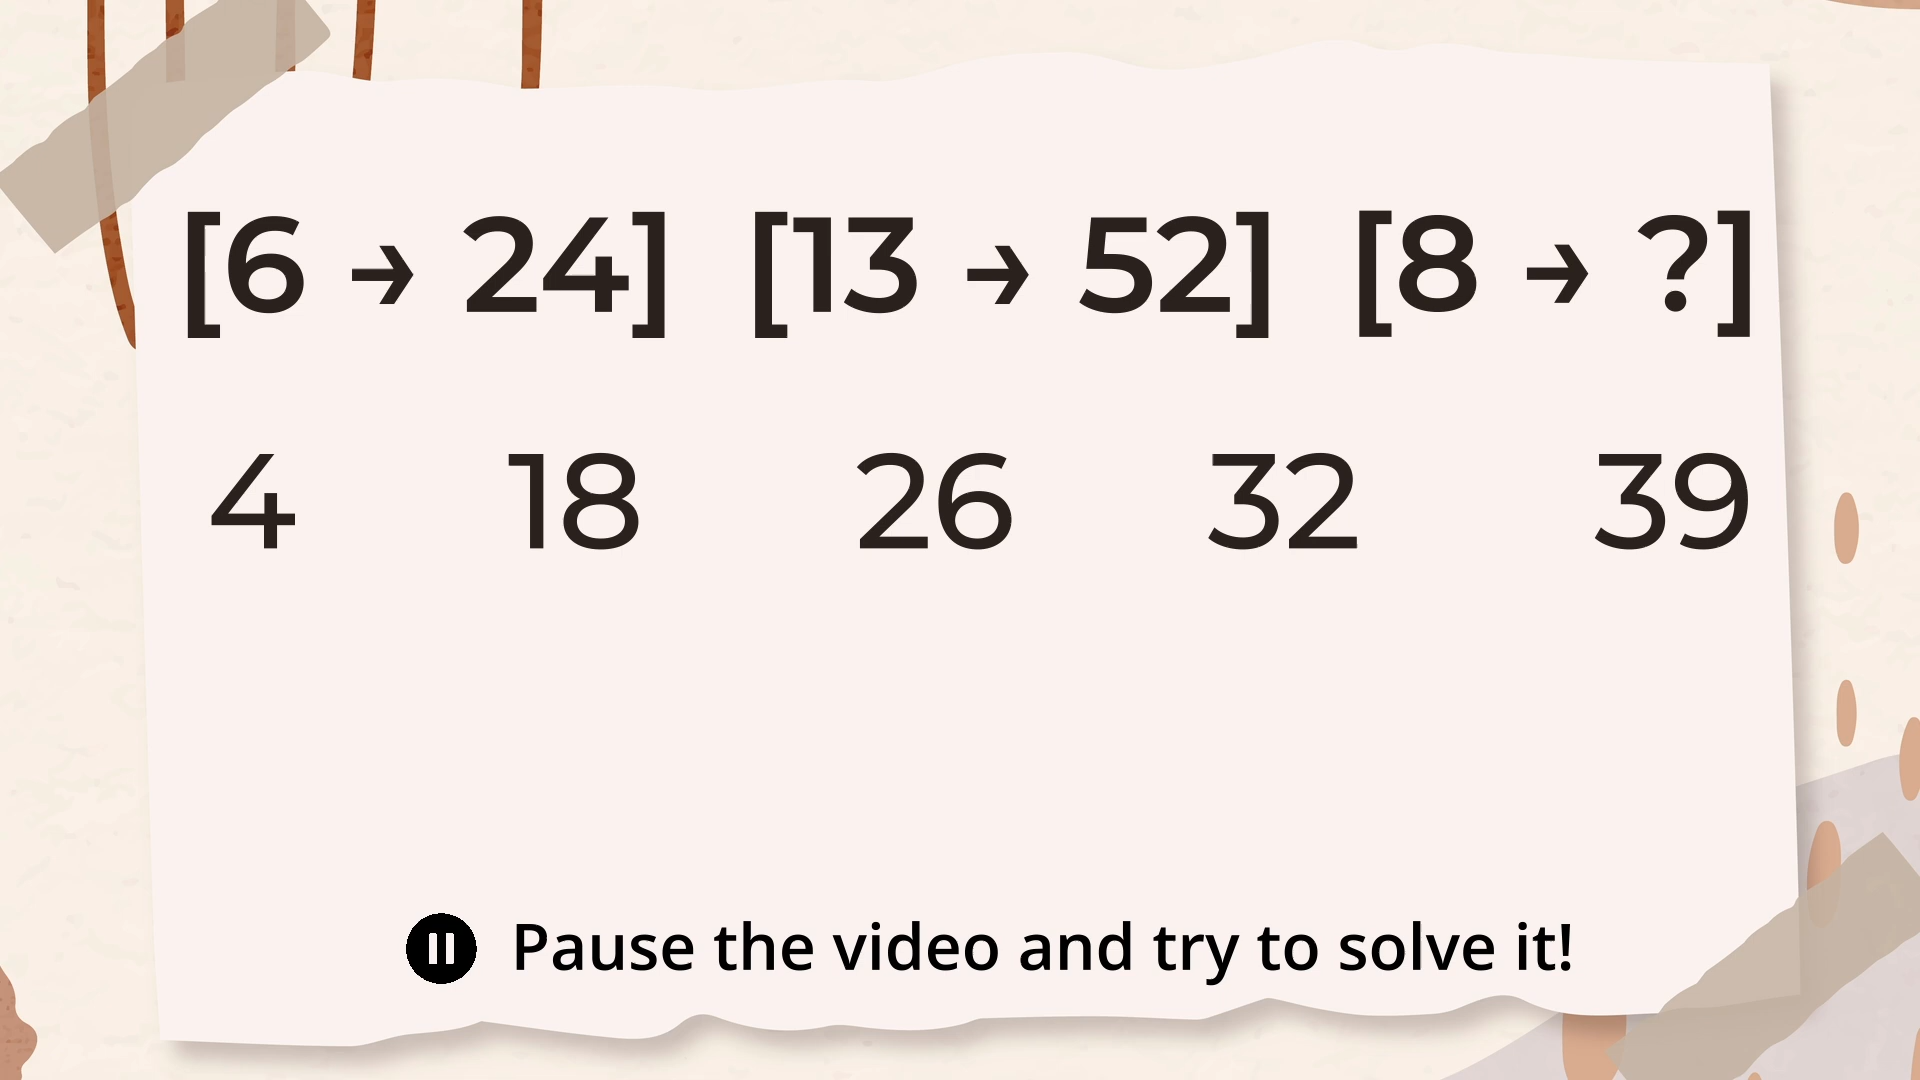 [6 → 24] [13 → 52] [8 → ?]
4 18 26 32 39
Pause the video and try to solve it!